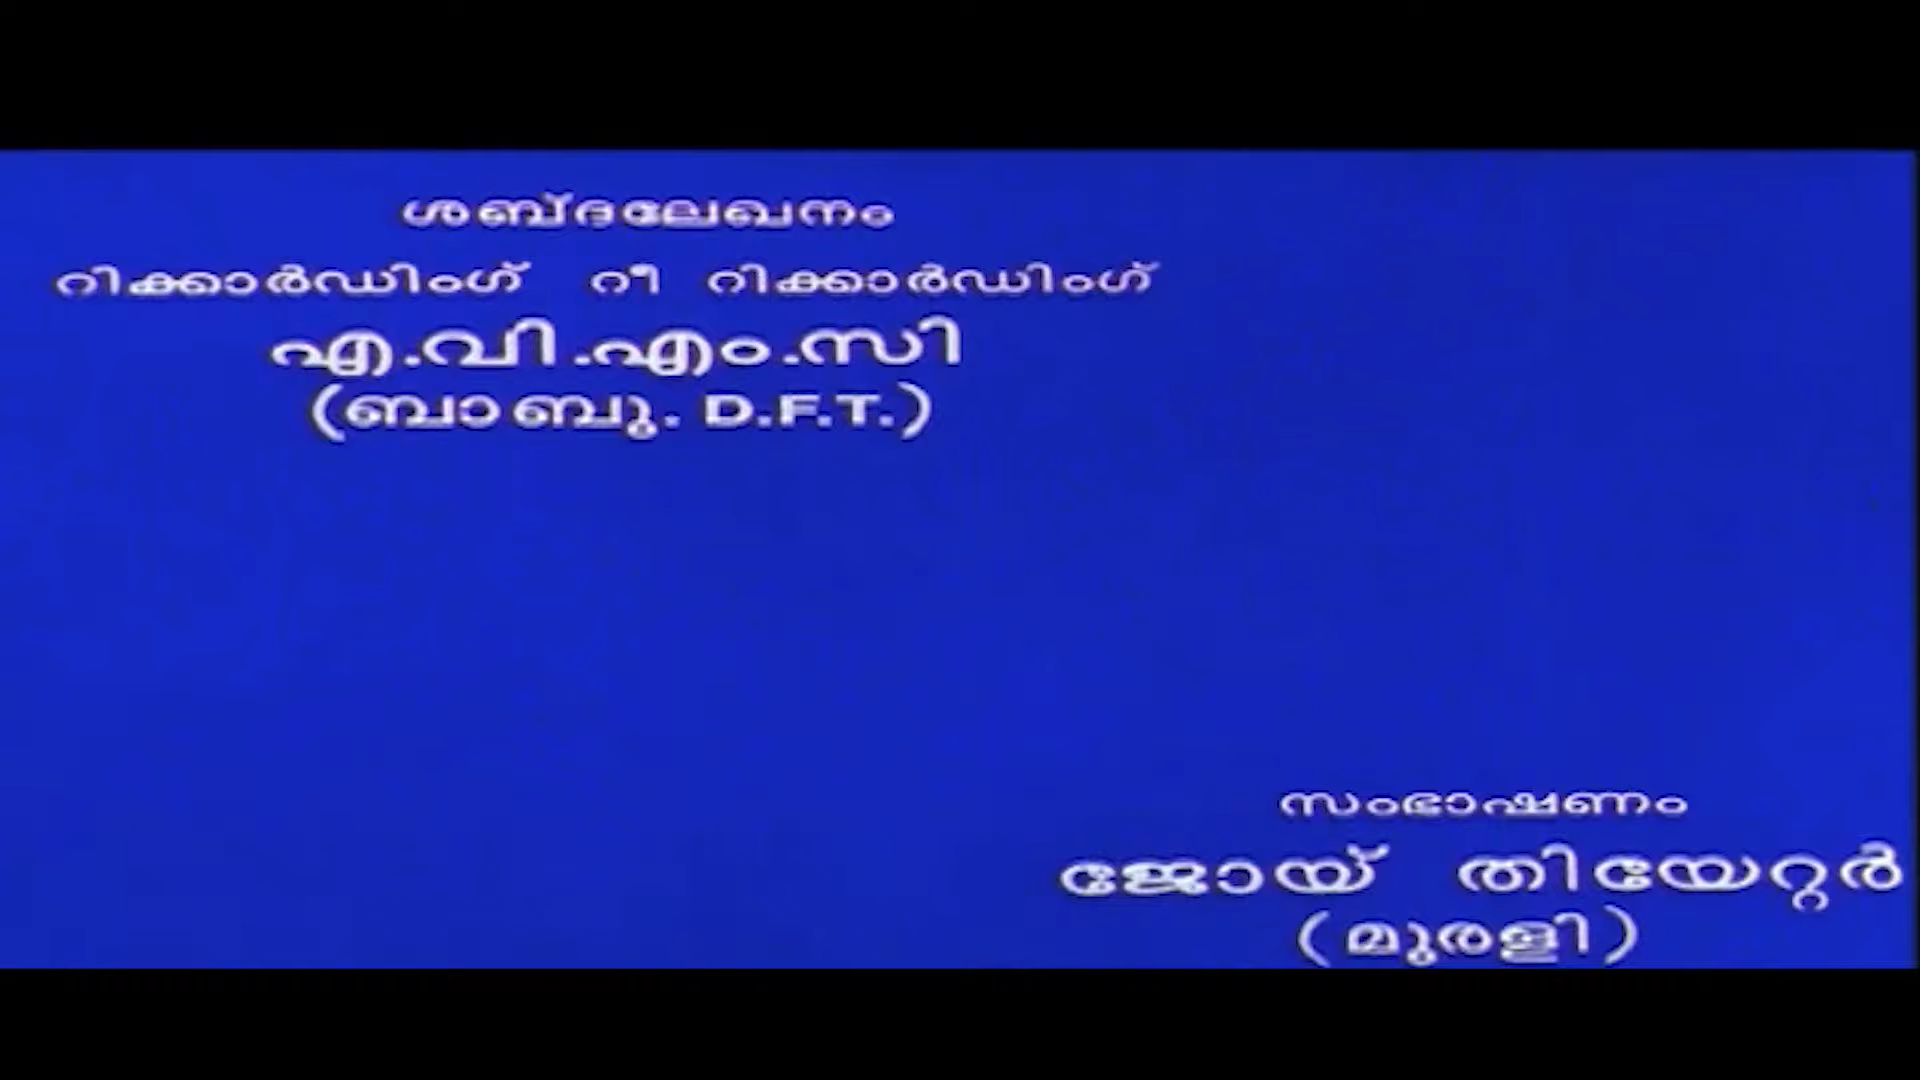 ശബ്ദലേഖനം
റിക്കാർഡിംഗ് റീ റിക്കാർഡിംഗ്
എ.വി.എം.സി
(ബാബു. D.F.T.)
സംഭാഷണം
ജോയ് തിയേറ്റർ
(മുരളി)